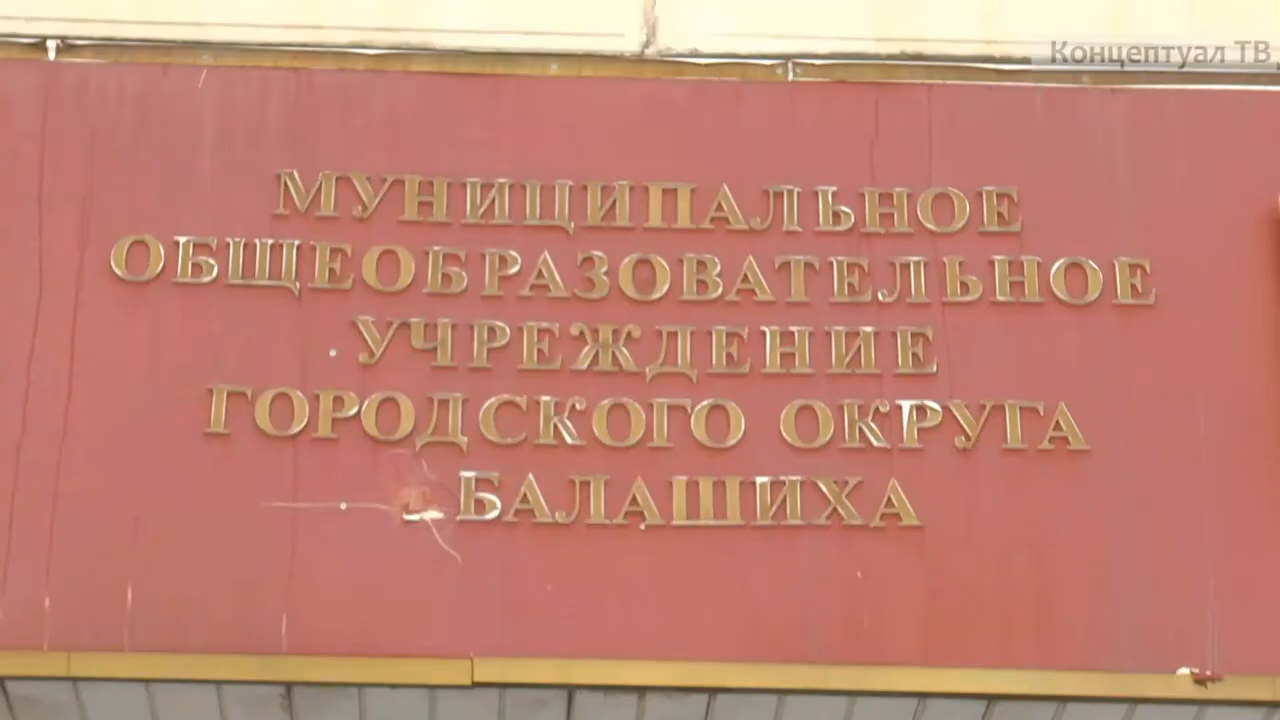 Концептуал ТВ
МУНИЦИПАЛЬНОЕ
ОБЩЕОБРАЗОВАТЕЛЬНОЕ
УЧРЕЖДЕНИЕ
ГОРОДСКОГО ОКРУГА
БАЛАШИХА